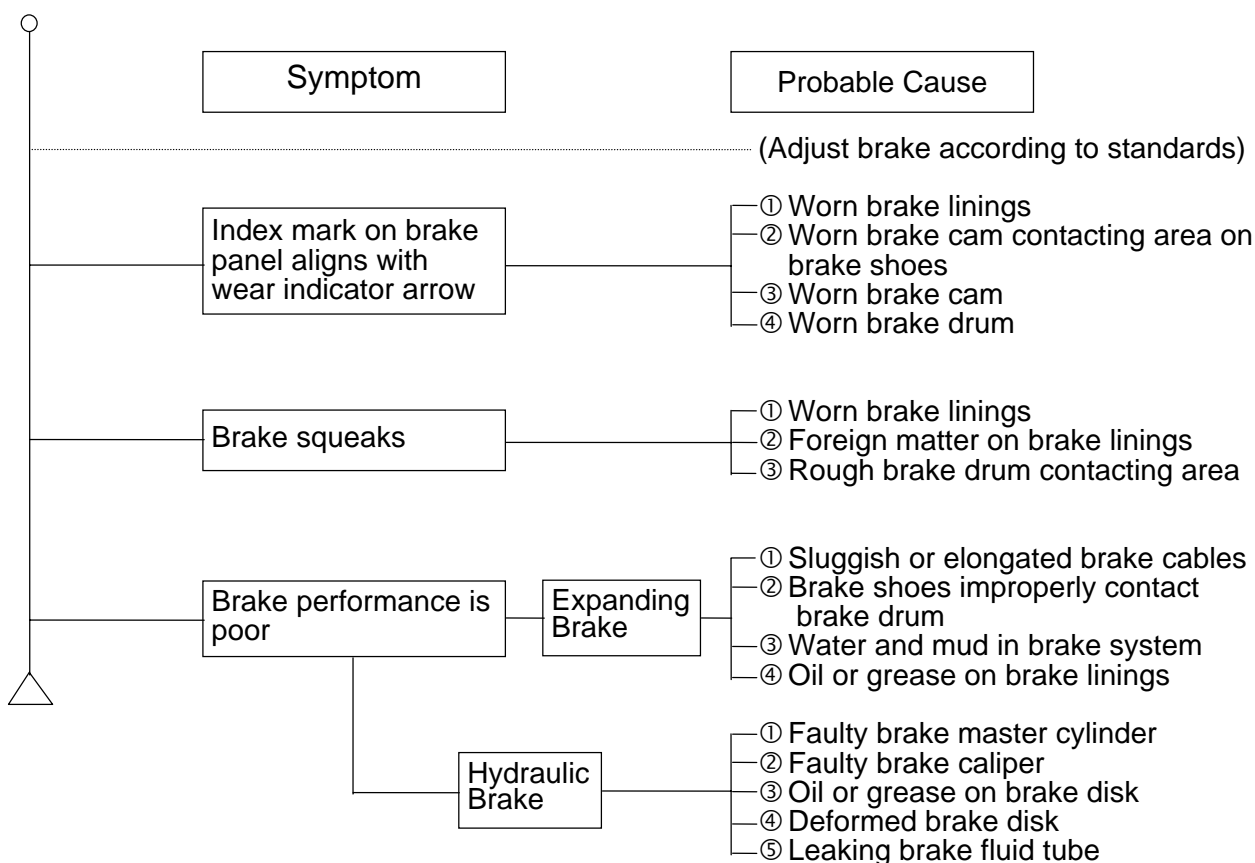 Symptom
Probable Cause
(Adjust brake according to standards)
Index mark on brake
panel aligns with
wear indicator arrow
① Worn brake linings
② Worn brake cam contacting area on
brake shoes
③ Worn brake cam
④ Worn brake drum
Brake squeaks
① Worn brake linings
② Foreign matter on brake linings
③ Rough brake drum contacting area
Brake performance is
poor
Expanding
Brake
① Sluggish or elongated brake cables
② Brake shoes improperly contact
brake drum
③ Water and mud in brake system
④ Oil or grease on brake linings
Hydraulic
Brake
① Faulty brake master cylinder
② Faulty brake caliper
③ Oil or grease on brake disk
④ Deformed brake disk
⑤ Leaking brake fluid tube